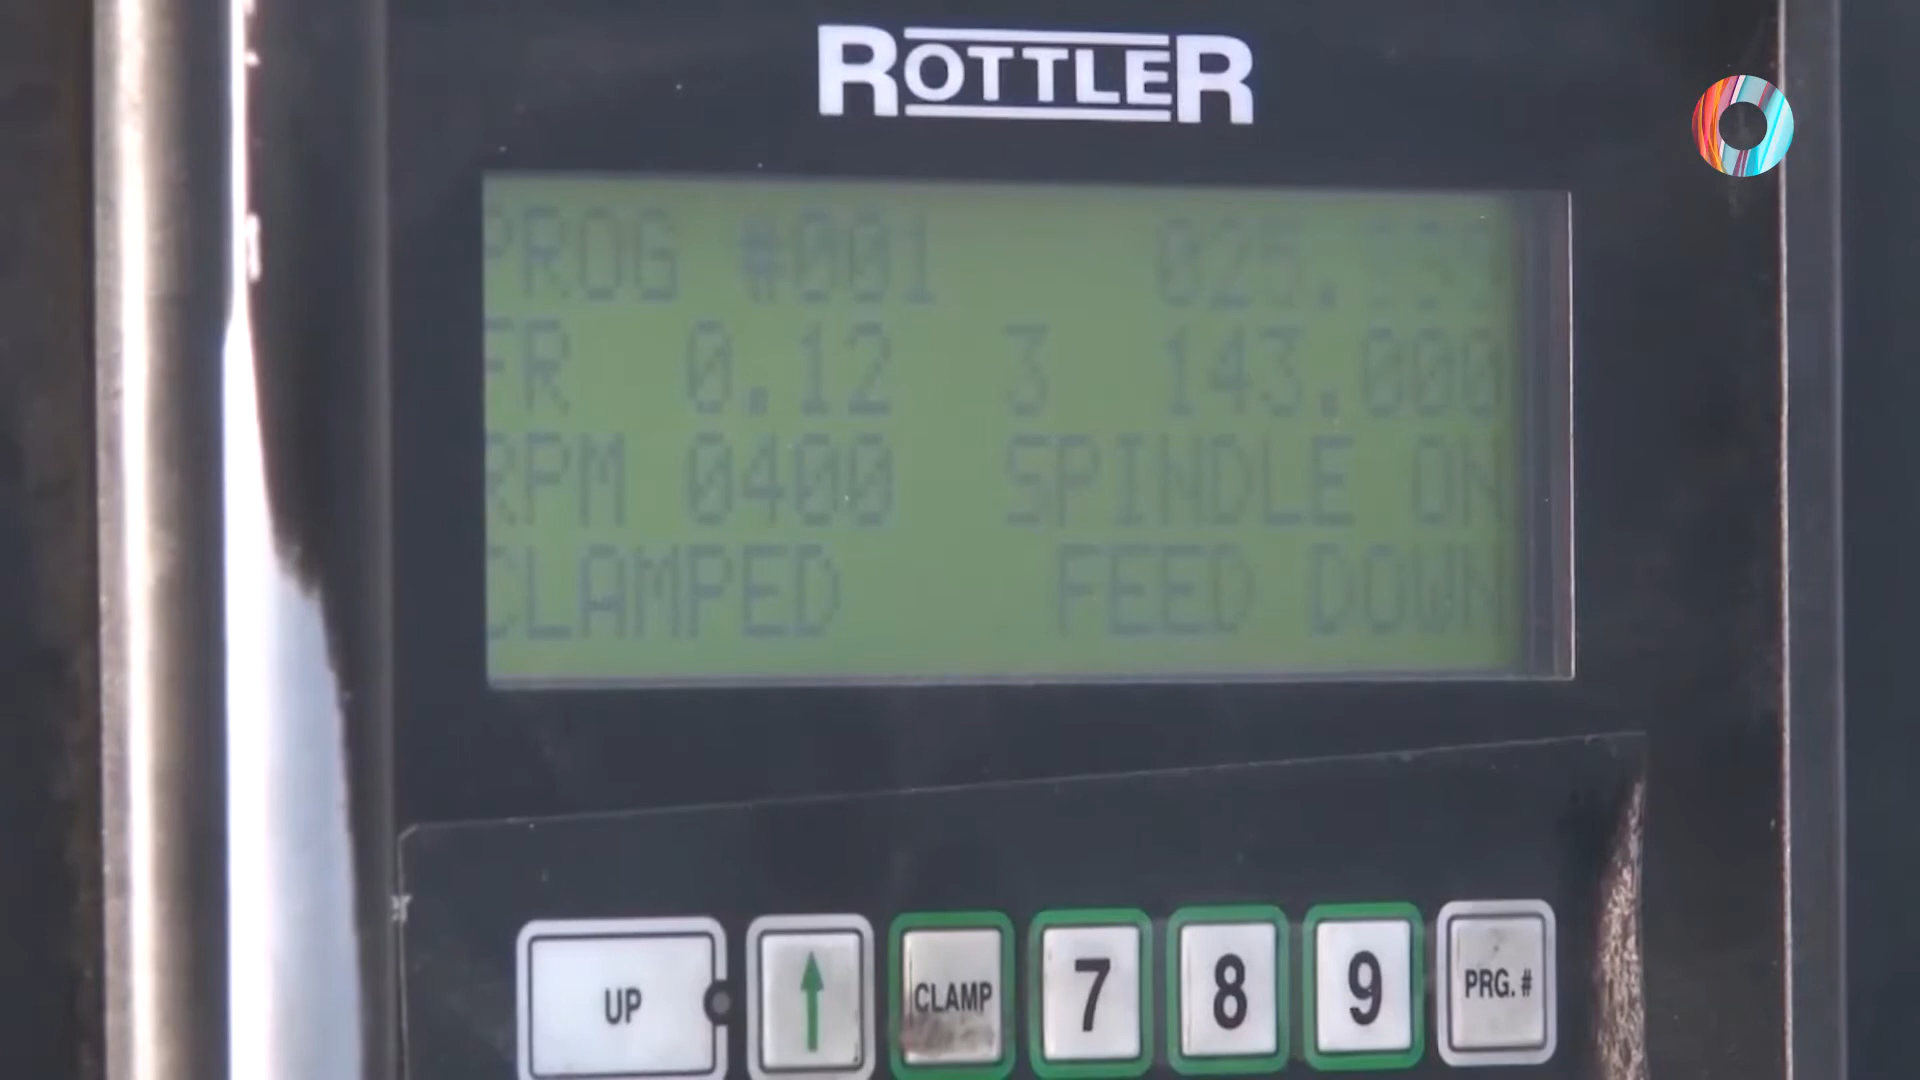 ROTTLER
PROG #001 025.
FR 0.12 3 143.000
RPM 0400 SPINDLE ON
CLAMPED FEED DOWN
UP ↑ CLAMP 7 8 9 PRG. #